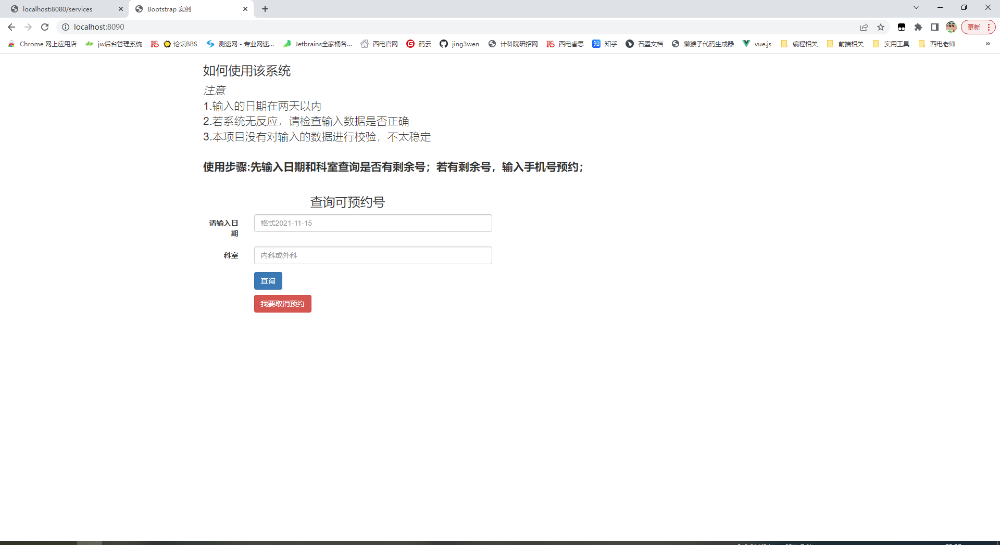 localhost:8080/services
Bootstrap 实例
localhost:8090
更新
Chrome 网上应用店
jw后台管理系统
论坛BBS
测速网 - 专业网速...
Jetbrains全家桶各...
西电官网
码云
jing3wen
计科院研招网
西电睿思
知 知乎
石墨文档
懒猴子代码生成器
vue.js
编程相关
前端相关
实用工具
西电老师
»
如何使用该系统
注意
1.输入的日期在两天以内
2.若系统无反应，请检查输入数据是否正确
3.本项目没有对输入的数据进行校验，不太稳定
使用步骤:先输入日期和科室查询是否有剩余号；若有剩余号，输入手机号预约；
查询可预约号
请输入日
期
格式2021-11-15
科室
内科或外科
查询
我要取消预约